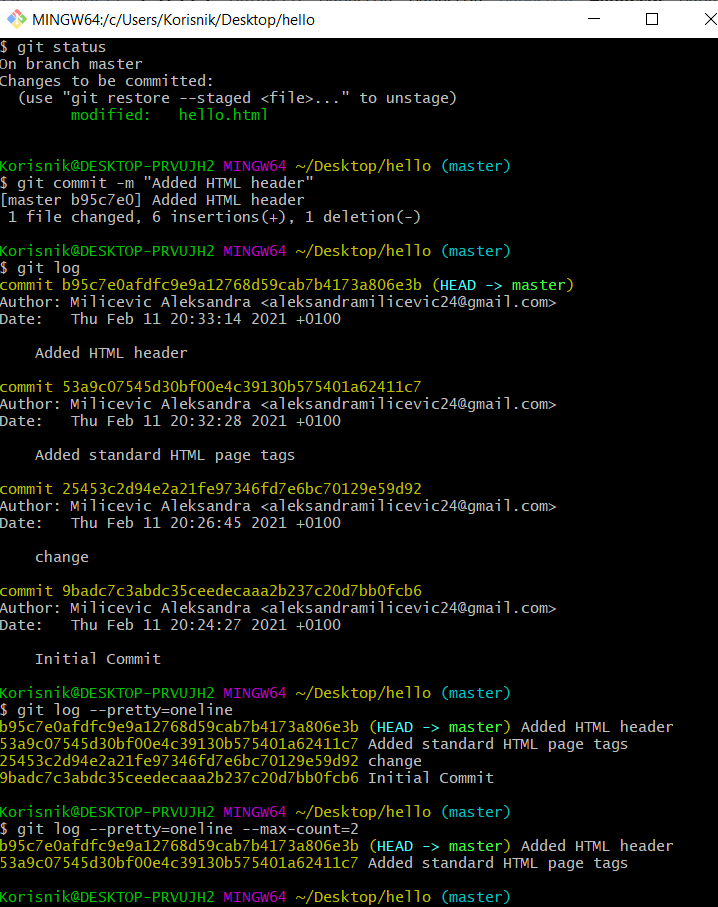 MINGW64:/c/Users/Korisnik/Desktop/hello
$ git status
On branch master
Changes to be committed:
  (use "git restore --staged <file>..." to unstage)
        modified:   hello.html
Korisnik@DESKTOP-PRVUJH2 MINGW64 ~/Desktop/hello (master)
$ git commit -m "Added HTML header"
[master b95c7e0] Added HTML header
 1 file changed, 6 insertions(+), 1 deletion(-)
Korisnik@DESKTOP-PRVUJH2 MINGW64 ~/Desktop/hello (master)
$ git log
commit b95c7e0afdfc9e9a12768d59cab7b4173a806e3b (HEAD -> master)
Author: Milicevic Aleksandra <aleksandramilicevic24@gmail.com>
Date:   Thu Feb 11 20:33:14 2021 +0100
    Added HTML header
commit 53a9c07545d30bf00e4c39130b575401a62411c7
Author: Milicevic Aleksandra <aleksandramilicevic24@gmail.com>
Date:   Thu Feb 11 20:32:28 2021 +0100
    Added standard HTML page tags
commit 25453c2d94e2a21fe97346fd7e6bc70129e59d92
Author: Milicevic Aleksandra <aleksandramilicevic24@gmail.com>
Date:   Thu Feb 11 20:26:45 2021 +0100
    change
commit 9badc7c3abdc35ceedecaaa2b237c20d7bb0fcb6
Author: Milicevic Aleksandra <aleksandramilicevic24@gmail.com>
Date:   Thu Feb 11 20:24:27 2021 +0100
    Initial Commit
Korisnik@DESKTOP-PRVUJH2 MINGW64 ~/Desktop/hello (master)
$ git log --pretty=oneline
b95c7e0afdfc9e9a12768d59cab7b4173a806e3b (HEAD -> master) Added HTML header
53a9c07545d30bf00e4c39130b575401a62411c7 Added standard HTML page tags
25453c2d94e2a21fe97346fd7e6bc70129e59d92 change
9badc7c3abdc35ceedecaaa2b237c20d7bb0fcb6 Initial Commit
Korisnik@DESKTOP-PRVUJH2 MINGW64 ~/Desktop/hello (master)
$ git log --pretty=oneline --max-count=2
b95c7e0afdfc9e9a12768d59cab7b4173a806e3b (HEAD -> master) Added HTML header
53a9c07545d30bf00e4c39130b575401a62411c7 Added standard HTML page tags
Korisnik@DESKTOP-PRVUJH2 MINGW64 ~/Desktop/hello (master)